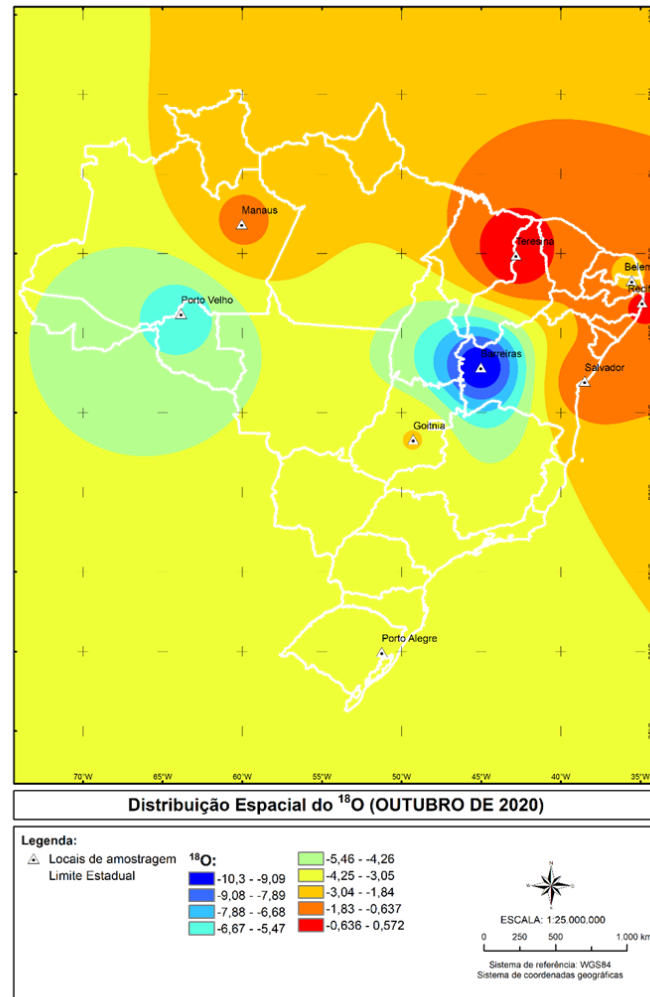 Manaus
Teresina
Belem
Recif
Porto Velho
Barreiras
Salvador
Goitnia
Porto Alegre
70°W 65°W 60°W 55°W 50°W 45°W 40°W 35°W
Distribuição Espacial do ¹⁸O (OUTUBRO DE 2020)
Legenda:
Locais de amostragem
Limite Estadual
¹⁸O:
-10,3 - -9,09
-9,08 - -7,89
-7,88 - -6,68
-6,67 - -5,47
-5,46 - -4,26
-4,25 - -3,05
-3,04 - -1,84
-1,83 - -0,637
-0,636 - 0,572
N
W E
S
ESCALA: 1:25.000.000
0 250 500 1.000 km
Sistema de referência: WGS84
Sistema de coordenadas geográficas